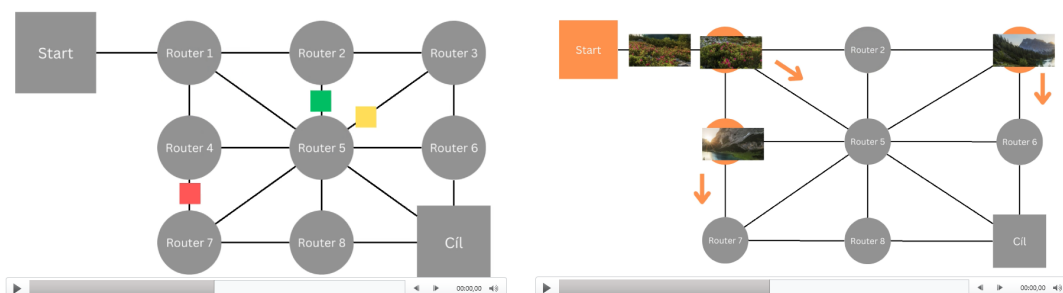 Start
Router 1
Router 2
Router 3
Router 4
Router 5
Router 6
Router 7
Router 8
Cíl
00:00,00
Start
Router 2
Router 5
Router 6
Router 7
Router 8
Cíl
00:00,00